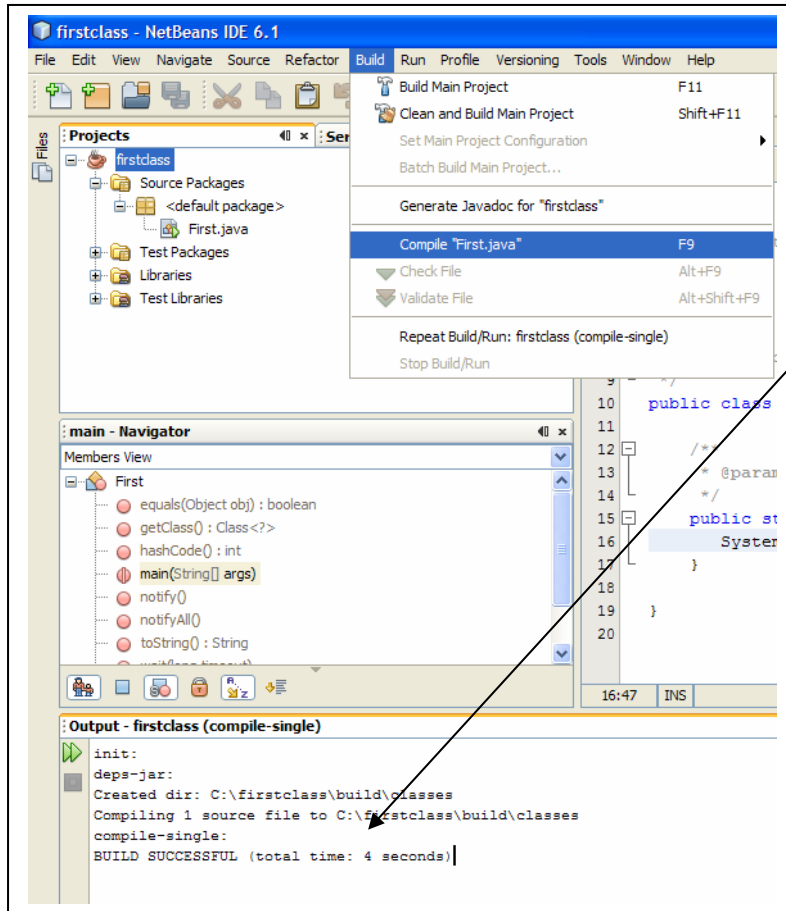 firstclass - NetBeans IDE 6.1
File Edit View Navigate Source Refactor Build Run Profile Versioning Tools Window Help
Build Main Project F11
Clean and Build Main Project Shift+F11
Set Main Project Configuration
Batch Build Main Project...
Generate Javadoc for "firstclass"
Compile "First.java" F9
Check File Alt+F9
Validate File Alt+Shift+F9
Repeat Build/Run: firstclass (compile-single)
Stop Build/Run
Files
Projects
Ser
firstclass
Source Packages
<default package>
First.java
Test Packages
Libraries
Test Libraries
9 */
10 public class
11
12 /**
13 * @param
14 */
15 public st
16 System
17 }
18
19 }
20
16:47 INS
main - Navigator
Members View
First
equals(Object obj) : boolean
getClass() : Class<?>
hashCode() : int
main(String[] args)
notify()
notifyAll()
toString() : String
wait(long timeout)
Output - firstclass (compile-single)
init:
deps-jar:
Created dir: C:\firstclass\build\classes
Compiling 1 source file to C:\firstclass\build\classes
compile-single:
BUILD SUCCESSFUL (total time: 4 seconds)